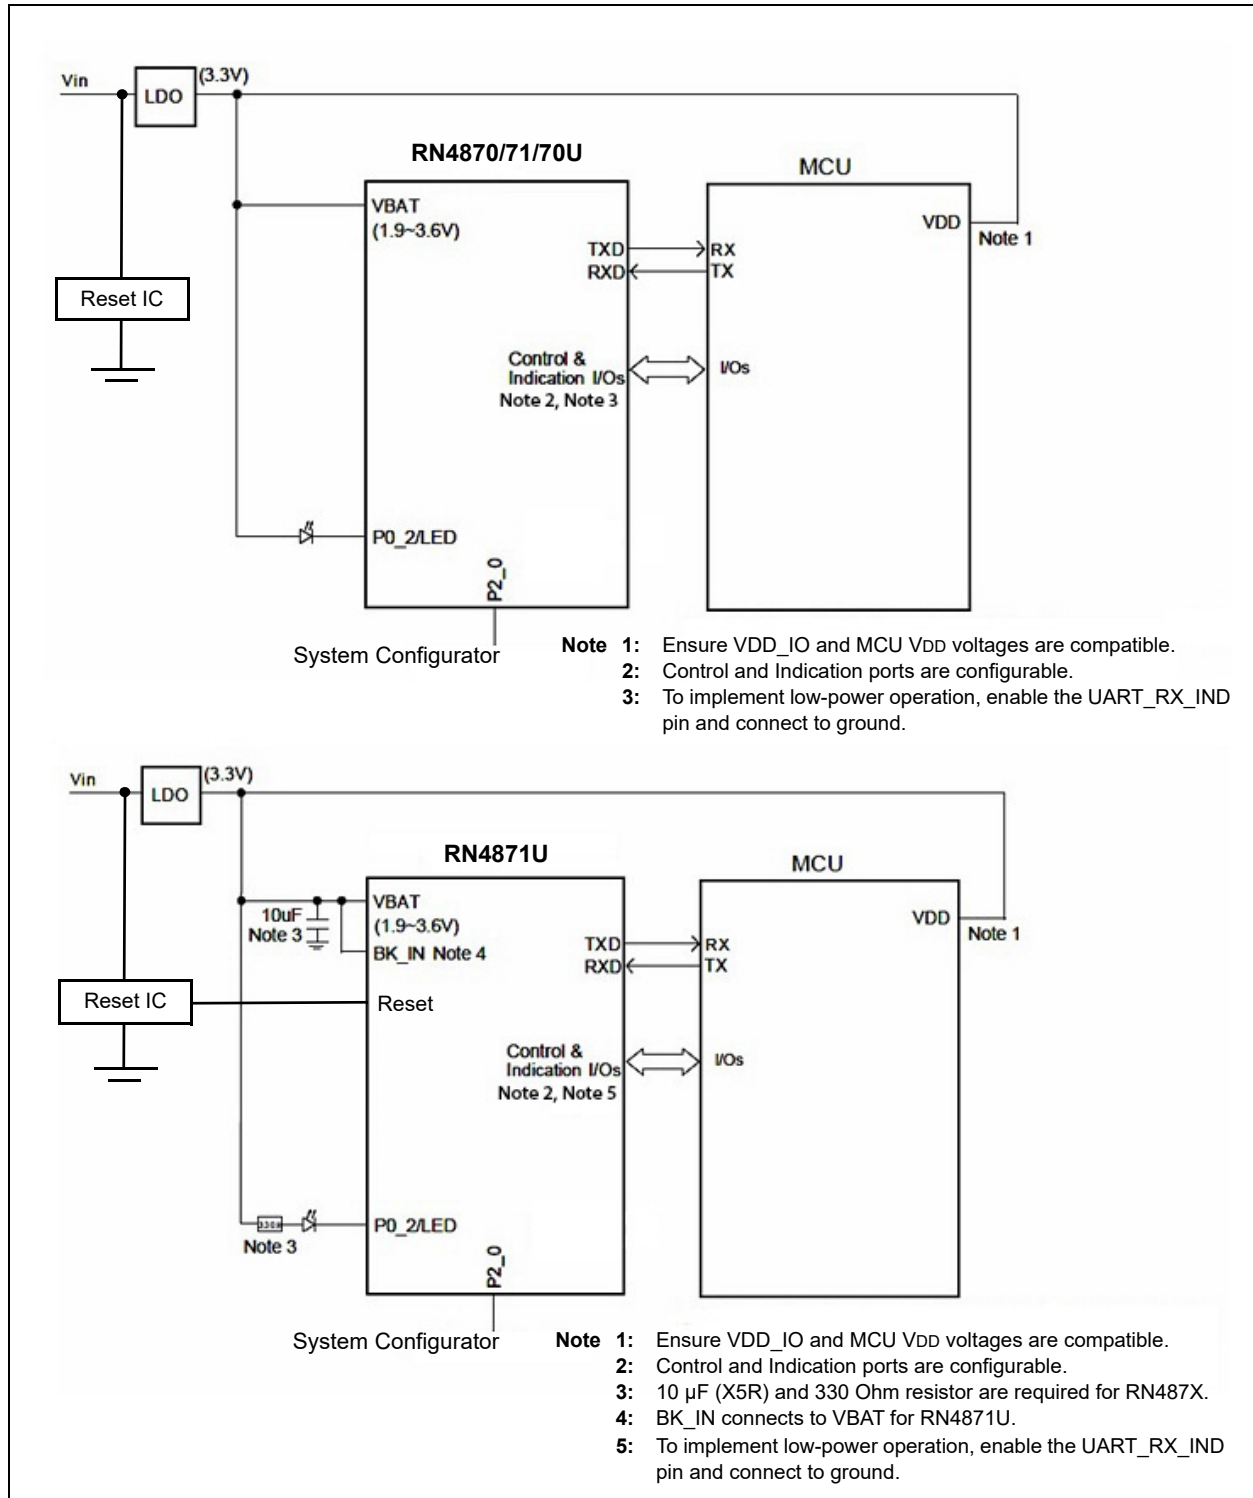 Vin
LDO
(3.3V)
RN4870/71/70U
MCU
VBAT
(1.9~3.6V)
VDD
Note 1
TXD
RX
RXD
TX
Reset IC
Control &
Indication I/Os
Note 2, Note 3
I/Os
P0_2/LED
P2_0
System Configurator
Note 1: Ensure VDD_IO and MCU VDD voltages are compatible.
2: Control and Indication ports are configurable.
3: To implement low-power operation, enable the UART_RX_IND
pin and connect to ground.
Vin
LDO
(3.3V)
RN4871U
MCU
VBAT
10uF
Note 3
(1.9~3.6V)
BK_IN Note 4
VDD
Note 1
TXD
RX
RXD
TX
Reset IC
Reset
Control &
Indication I/Os
Note 2, Note 5
I/Os
P0_2/LED
Note 3
P2_0
System Configurator
Note 1: Ensure VDD_IO and MCU VDD voltages are compatible.
2: Control and Indication ports are configurable.
3: 10 µF (X5R) and 330 Ohm resistor are required for RN487X.
4: BK_IN connects to VBAT for RN4871U.
5: To implement low-power operation, enable the UART_RX_IND
pin and connect to ground.